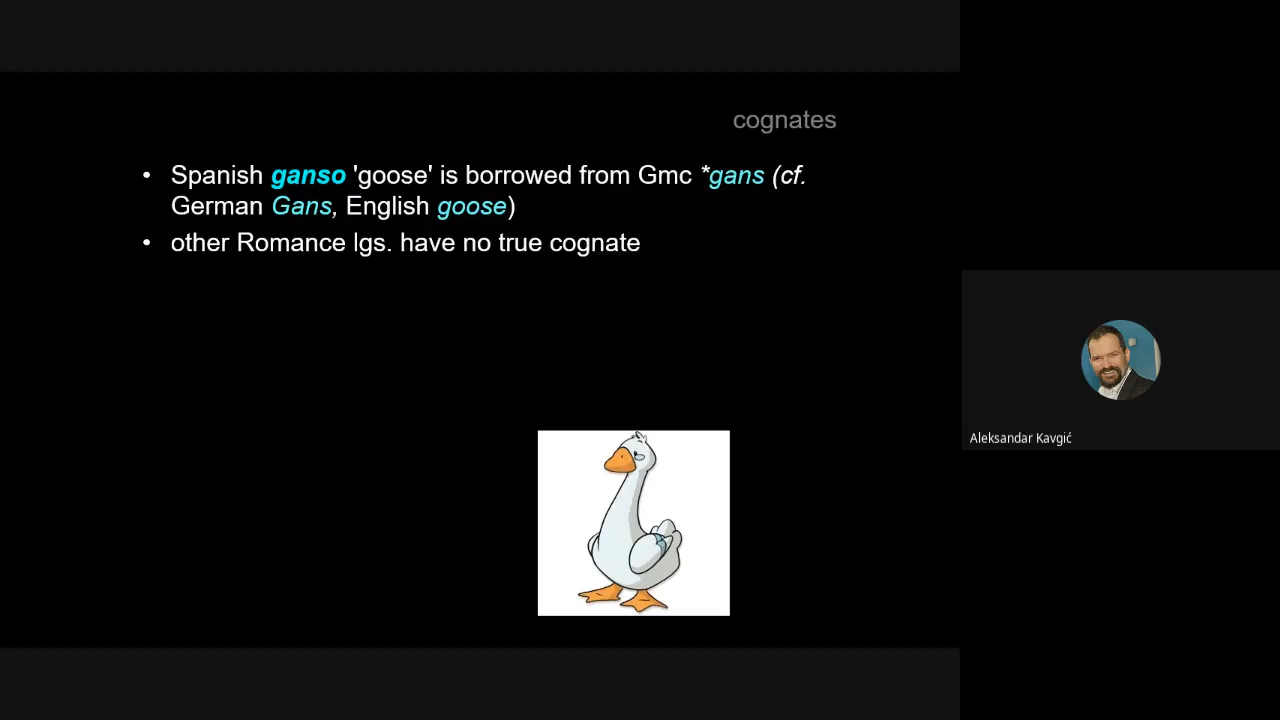 cognates
• Spanish ganso 'goose' is borrowed from Gmc *gans (cf.
German Gans, English goose)
• other Romance lgs. have no true cognate
Aleksandar Kavgić